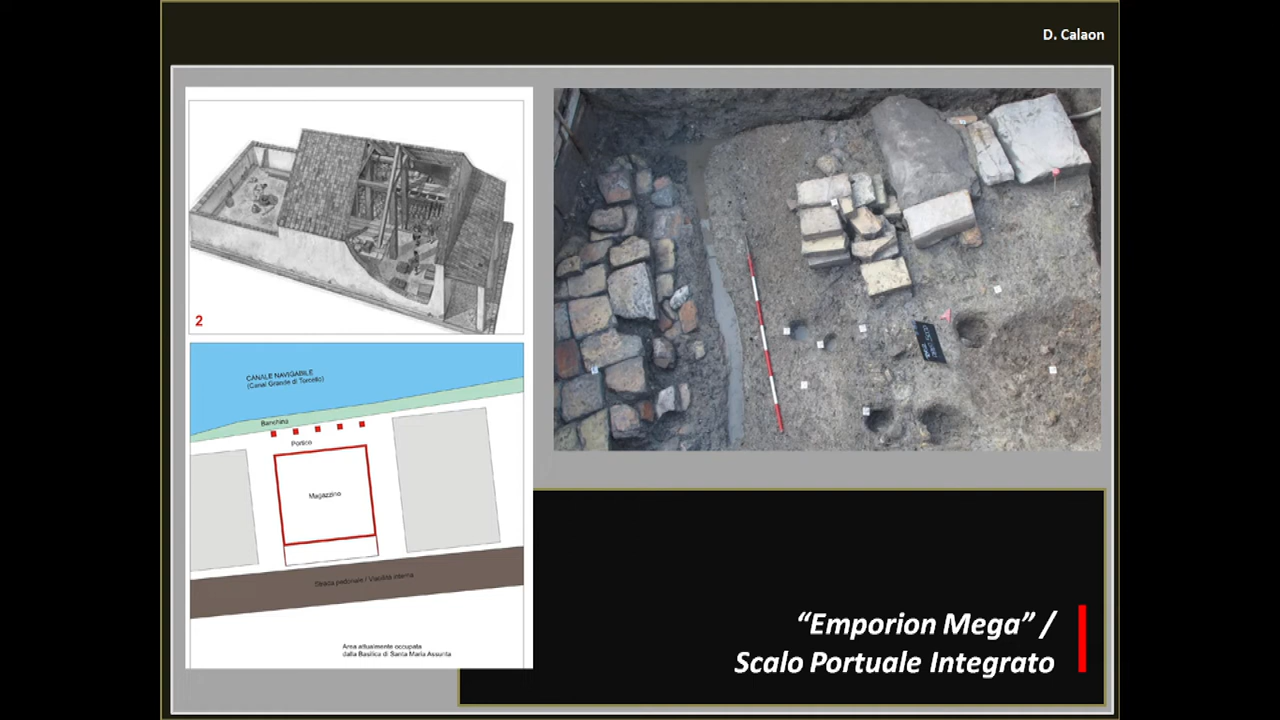 D. Calaon
2
CANALE NAVIGABILE
(Canal Grande di Torcello)
Banchina
Portico
Magazzino
Strada pedonale / Viabilità interna
Area attualmente occupata
dalla Basilica di Santa Maria Assunta
“Emporion Mega” /
Scalo Portuale Integrato